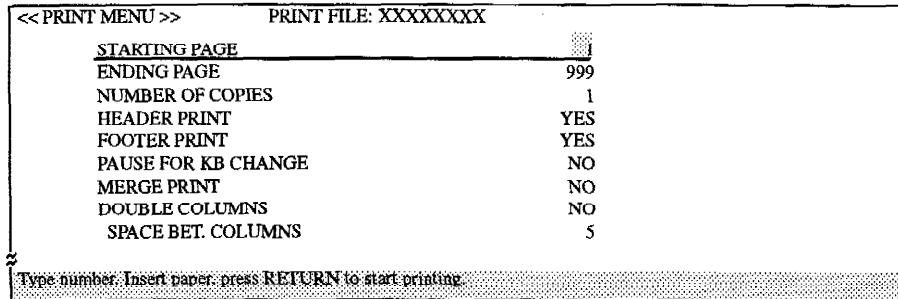 << PRINT MENU >> PRINT FILE: XXXXXXXX
STARTING PAGE 1
ENDING PAGE 999
NUMBER OF COPIES 1
HEADER PRINT YES
FOOTER PRINT YES
PAUSE FOR KB CHANGE NO
MERGE PRINT NO
DOUBLE COLUMNS NO
SPACE BET. COLUMNS 5
Type number. Insert paper. press RETURN to start printing.